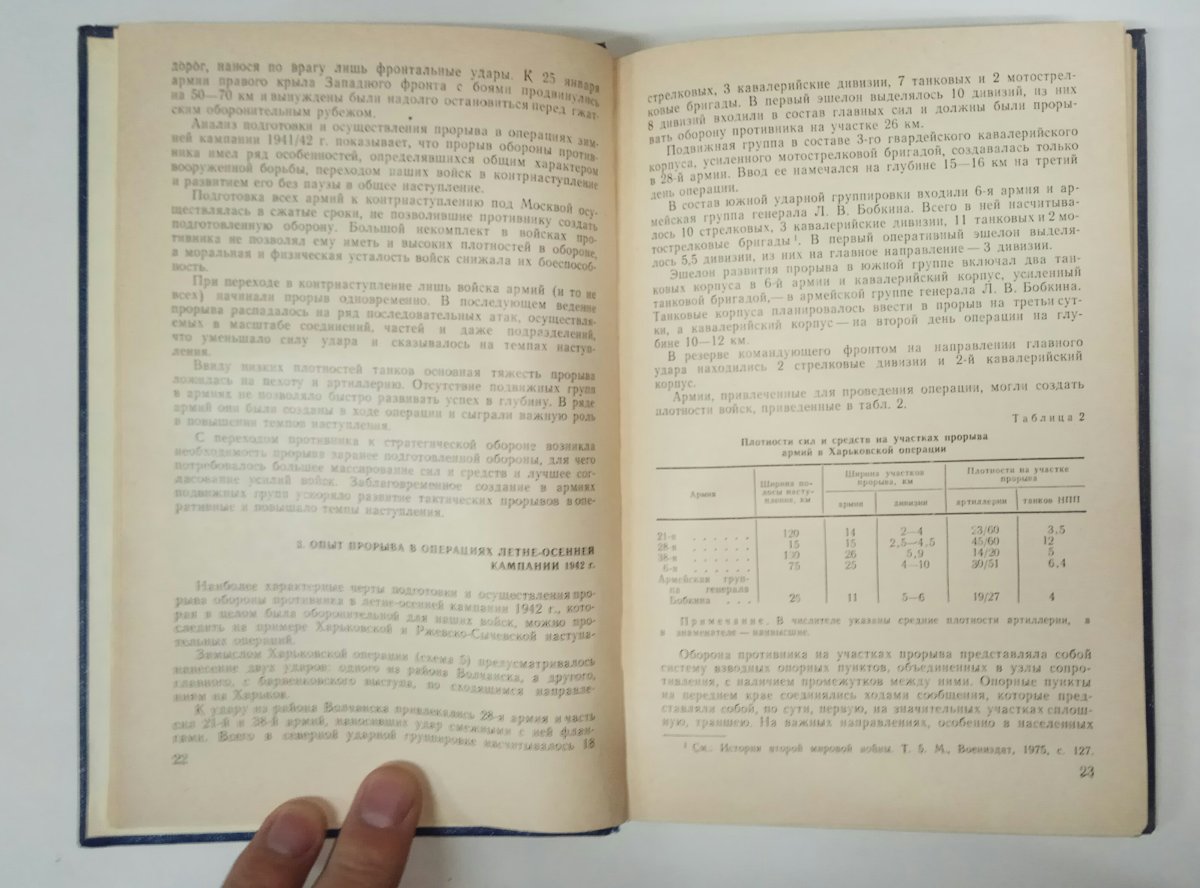 дорог, нанося по врагу лишь фронтальные удары. К 25 января
армии правого крыла Западного фронта с боями продвинулись
на 50—70 км и вынуждены были надолго остановиться перед гжат-
ским оборонительным рубежом.
Анализ подготовки и осуществления прорыва в операциях зим-
ней кампании 1941/42 г. показывает, что прорыв обороны против-
ника имел ряд особенностей, определявшихся общим характером
вооруженной борьбы, переходом наших войск в контрнаступление
и развитием его без паузы в общее наступление.
Подготовка всех армий к контрнаступлению под Москвой осу-
ществлялась в сжатые сроки, не позволившие противнику создать
подготовленную оборону. Большой некомплект в войсках про-
тивника не позволял ему иметь и высоких плотностей в обороне,
а моральная и физическая усталость войск снижала их боеспособ-
ность.
При переходе в контрнаступление лишь войска армий (и то не
всех) начинали прорыв одновременно. В последующем ведение
прорыва распадалось на ряд последовательных атак, осуществля-
емых в масштабе соединений, частей и даже подразделений,
что уменьшало силу удара и сказывалось на темпах наступ-
ления.
Ввиду низких плотностей танков основная тяжесть прорыва
ложилась на пехоту и артиллерию. Отсутствие подвижных групп
в армиях не позволяло быстро развивать успех в глубину. В ряде
армий они были созданы в ходе операции и сыграли важную роль
в повышении темпов наступления.
С переходом противника к стратегической обороне возникла
необходимость прорыва заранее подготовленной обороны, для чего
потребовалось большее массирование сил и средств и лучшее сог-
ласование усилий войск. Заблаговременное создание в армиях
подвижных групп ускоряло развитие тактических прорывов в опе-
ративные и повышало темпы наступления.
3. ОПЫТ ПРОРЫВА В ОПЕРАЦИЯХ ЛЕТНЕ-ОСЕННЕЙ
КАМПАНИИ 1942 г.
Наиболее характерные черты подготовки и осуществления про-
рыва обороны противника в летне-осенней кампании 1942 г., кото-
рая в целом была оборонительной для наших войск, можно про-
следить на примере Харьковской и Ржевско-Сычевской наступа-
тельных операций.
Замыслом Харьковской операции (схема 5) предусматривалось
нанесение двух ударов: одного из района Волчанска, а другого,
главного, с барвенковского выступа, по сходящимся направле-
ниям на Харьков.
К удару из района Волчанска привлекались 28-я армия и часть
сил 21-й и 38-й армий, наносивших удар смежными с ней флан-
гами. Всего в северной ударной группировке насчитывалось 18
22
стрелковых, 3 кавалерийские дивизии, 7 танковых и 2 мотострел-
ковые бригады. В первый эшелон выделялось 10 дивизий, из них
8 дивизий входили в состав главных сил и должны были проры-
вать оборону противника на участке 26 км.
Подвижная группа в составе 3-го гвардейского кавалерийского
корпуса, усиленного мотострелковой бригадой, создавалась только
в 28-й армии. Ввод ее намечался на глубине 15—16 км на третий
день операции.
В состав южной ударной группировки входили 6-я армия и ар-
мейская группа генерала Л. В. Бобкина. Всего в ней насчитыва-
лось 10 стрелковых, 3 кавалерийские дивизии, 11 танковых и 2 мо-
тострелковые бригады¹. В первый оперативный эшелон выделя-
лось 5,5 дивизии, из них на главное направление — 3 дивизии.
Эшелон развития прорыва в южной группе включал два тан-
ковых корпуса в 6-й армии и кавалерийский корпус, усиленный
танковой бригадой,— в армейской группе генерала Л. В. Бобкина.
Танковые корпуса планировалось ввести в прорыв на третьи сут-
ки, а кавалерийский корпус — на второй день операции на глу-
бине 10—12 км.
В резерве командующего фронтом на направлении главного
удара находились 2 стрелковые дивизии и 2-й кавалерийский
корпус.
Армии, привлеченные для проведения операции, могли создать
плотности войск, приведенные в табл. 2.
Таблица 2
Плотности сил и средств на участках прорыва
армий в Харьковской операции
Армия Ширина по-лосы насту-пления, км Ширина участков прорыва, км Плотности на участке прорыва
армии дивизии артиллерии танков НПП
21-я . . . . . . 120 14 2—4 23/60 3,5
28-я . . . . . . 15 15 2,5—4,5 45/60 12
38-я . . . . . . 26 5,9 14/20 5
6-я . . . . . . 75 25 4—10 30/51 6,4
Армейская груп-
па генерала
Бобкина . . . 25 11 5—6 19/27 4
Примечание. В числителе указаны средние плотности артиллерии, а
в знаменателе — наивысшие.
Оборона противника на участках прорыва представляла собой
систему взводных опорных пунктов, объединенных в узлы сопро-
тивления, с наличием промежутков между ними. Опорные пункты
на переднем крае соединялись ходами сообщения, которые пред-
ставляли собой, по сути, первую, на значительных участках сплош-
ную, траншею. На важных направлениях, особенно в населенных
¹ См.: История второй мировой войны. Т. 5. М., Воениздат, 1975, с. 127.
23